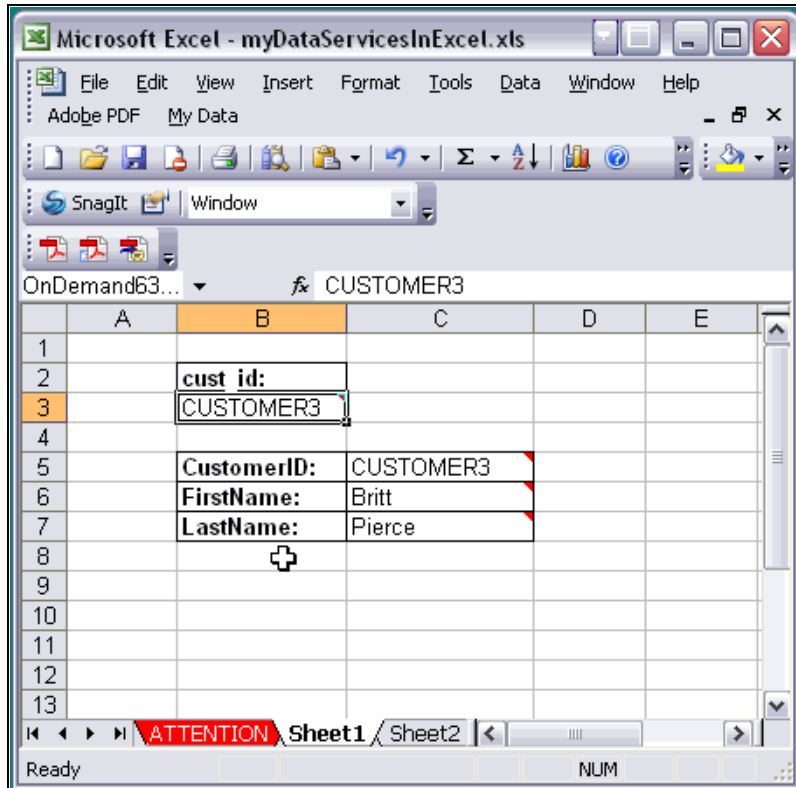 Microsoft Excel - myDataServicesInExcel.xls
File Edit View Insert Format Tools Data Window Help
Adobe PDF My Data
SnagIt Window
OnDemand63... fx CUSTOMER3
A B C D E
1
2 cust_id:
3 CUSTOMER3
4
5 CustomerID: CUSTOMER3
6 FirstName: Britt
7 LastName: Pierce
8
9
10
11
12
13
ATTENTION Sheet1 Sheet2
Ready NUM